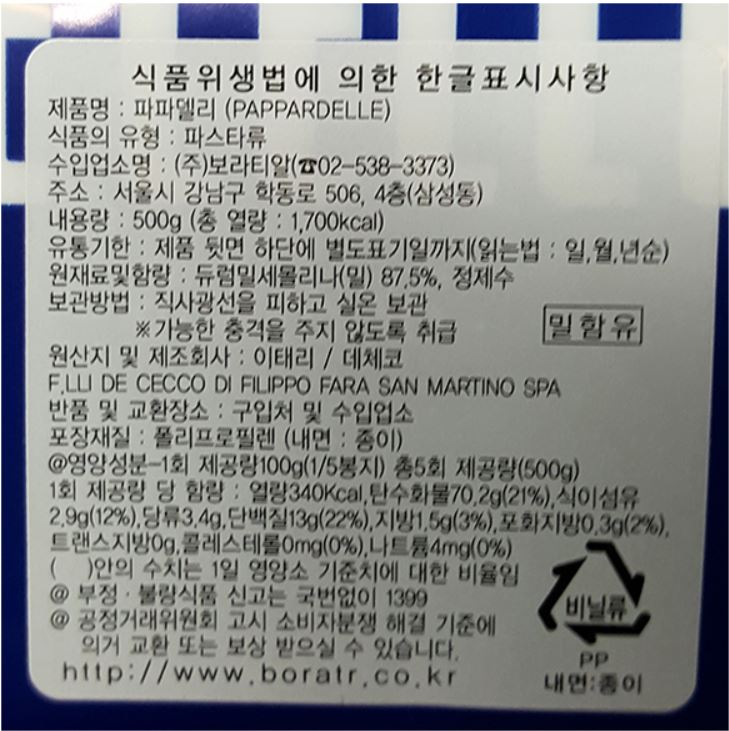 식품위생법에 의한 한글표시사항
제품명 : 파파델리 (PAPPARDELLE)
식품의 유형 : 파스타류
수입업소명 : (주)보라티알(☎02-538-3373)
주소 : 서울시 강남구 학동로 506, 4층(삼성동)
내용량 : 500g (총 열량 : 1,700kcal)
유통기한 : 제품 뒷면 하단에 별도표기일까지(읽는법 : 일,월,년순)
원재료및함량 : 듀럼밀세몰리나(밀) 87.5%, 정제수
보관방법 : 직사광선을 피하고 실온 보관
※가능한 충격을 주지 않도록 취급
밀함유
원산지 및 제조회사 : 이태리 / 데체코
F.LLI DE CECCO DI FILIPPO FARA SAN MARTINO SPA
반품 및 교환장소 : 구입처 및 수입업소
포장재질 : 폴리프로필렌 (내면 : 종이)
@영양성분-1회 제공량100g(1/5봉지) 총5회 제공량(500g)
1회 제공량 당 함량 : 열량340Kcal,탄수화물70.2g(21%),식이섬유
2.9g(12%),당류3.4g,단백질13g(22%),지방1.5g(3%),포화지방0.3g(2%),
트랜스지방0g,콜레스테롤0mg(0%),나트륨4mg(0%)
( )안의 수치는 1일 영양소 기준치에 대한 비율임
@ 부정·불량식품 신고는 국번없이 1399
@ 공정거래위원회 고시 소비자분쟁 해결 기준에
의거 교환 또는 보상 받으실 수 있습니다.
http://www.boratr.co.kr
비닐류
PP
내면:종이